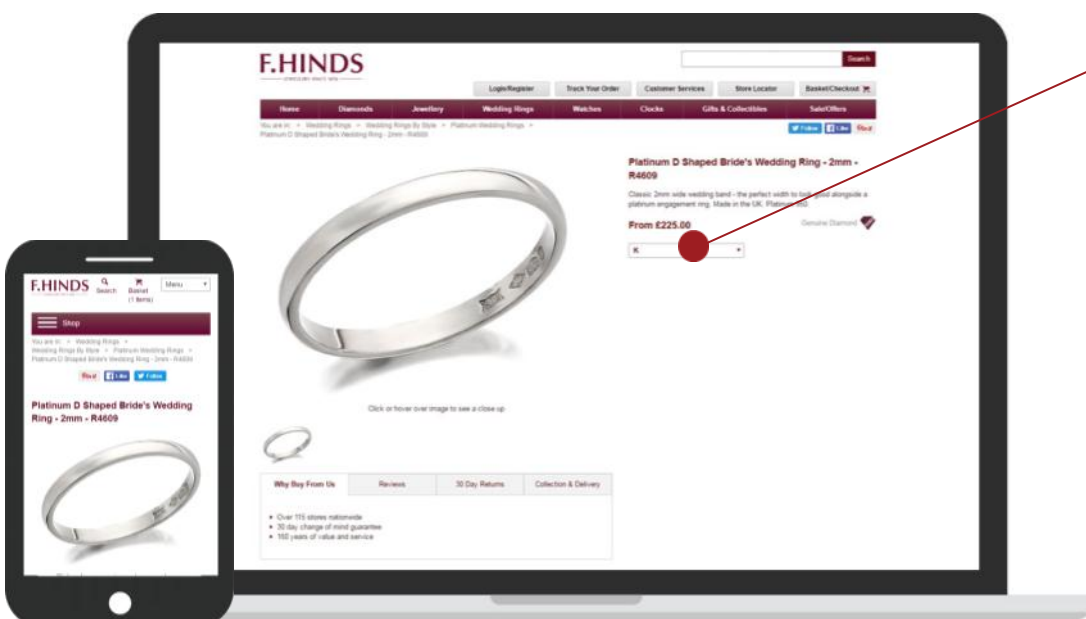 F.HINDS
Search
Login/Register
Track Your Order
Customer Services
Store Locator
Basket/Checkout
Home
Diamonds
Jewellery
Wedding Rings
Watches
Clocks
Gifts & Collectibles
Sale/Offers
You are in: > Wedding Rings > Wedding Rings By Style > Platinum Wedding Rings >
Platinum D Shaped Bride's Wedding Ring - 2mm - R4609
Follow
Like
Platinum D Shaped Bride's Wedding Ring - 2mm -
R4609
Classic 2mm wide wedding band - the perfect width to look good alongside a
platinum engagement ring. Made in the UK. Platinum
From £225.00
Genuine Diamond
K
Click or hover over image to see a close up
Why Buy From Us
Reviews
30 Day Returns
Collection & Delivery
Over 115 stores nationwide
30 day change of mind guarantee
160 years of value and service
F.HINDS
Search
Basket
(1 items)
Menu
Shop
You are in: > Wedding Rings >
Wedding Rings By Style > Platinum Wedding Rings >
Platinum D Shaped Bride's Wedding Ring - 2mm - R4609
Like
Follow
Platinum D Shaped Bride's Wedding
Ring - 2mm - R4609